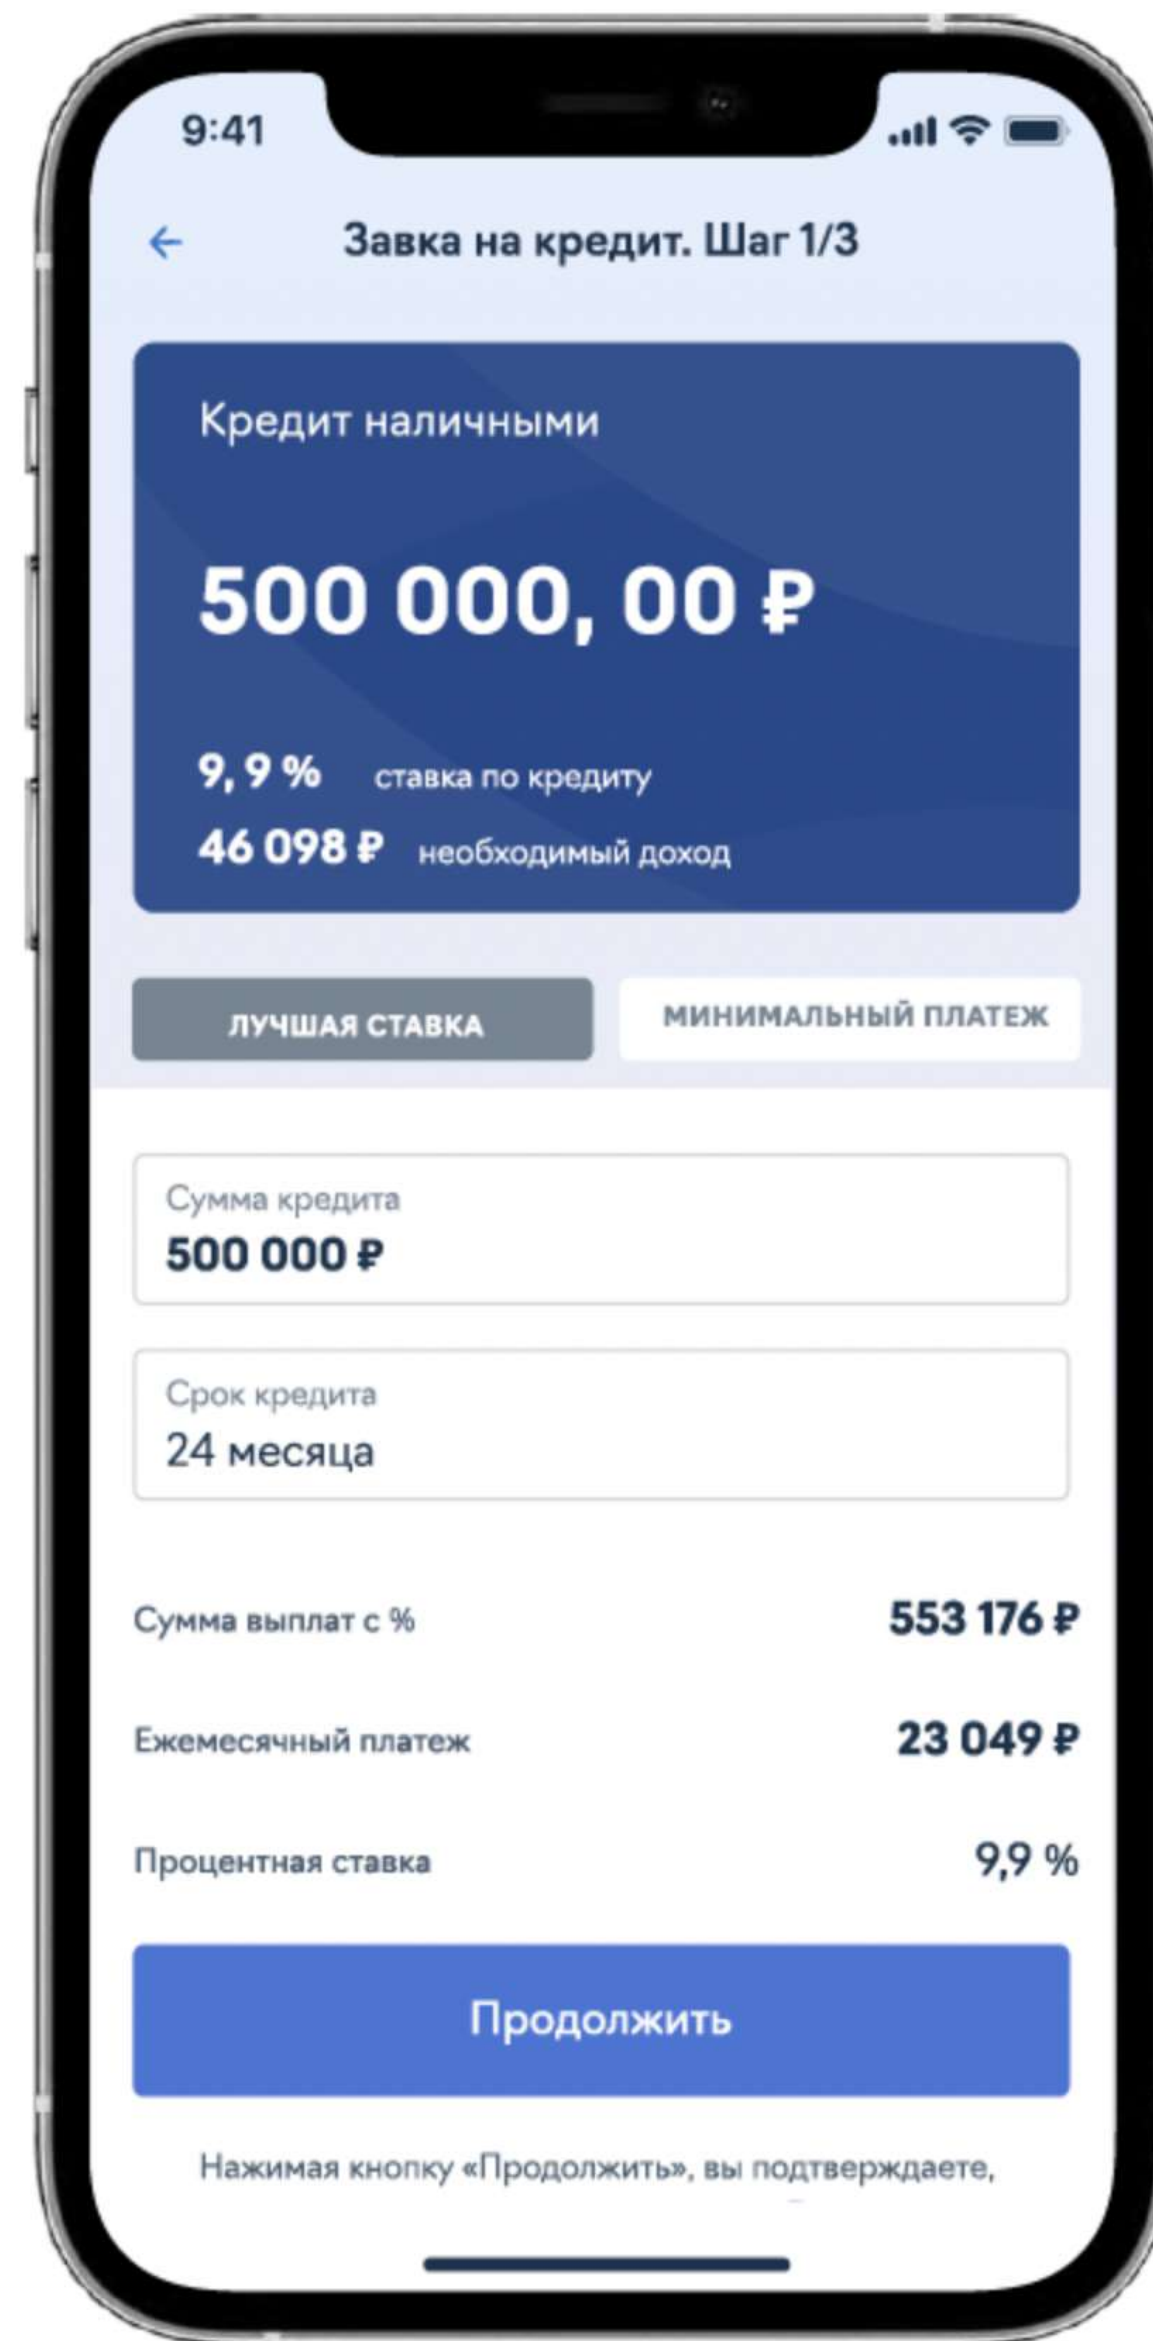 9:41
Завка на кредит. Шаг 1/3
Кредит наличными
500 000, 00 ₽
9, 9 % ставка по кредиту
46 098 ₽ необходимый доход
ЛУЧШАЯ СТАВКА
МИНИМАЛЬНЫЙ ПЛАТЕЖ
Сумма кредита
500 000 ₽
Срок кредита
24 месяца
Сумма выплат с % 553 176 ₽
Ежемесячный платеж 23 049 ₽
Процентная ставка 9,9 %
Продолжить
Нажимая кнопку «Продолжить», вы подтверждаете,